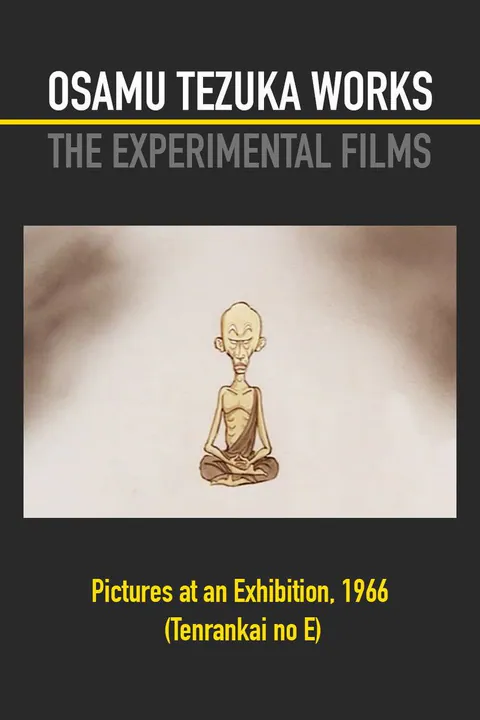 OSAMU TEZUKA WORKS
THE EXPERIMENTAL FILMS
Pictures at an Exhibition, 1966
(Tenrankai no E)